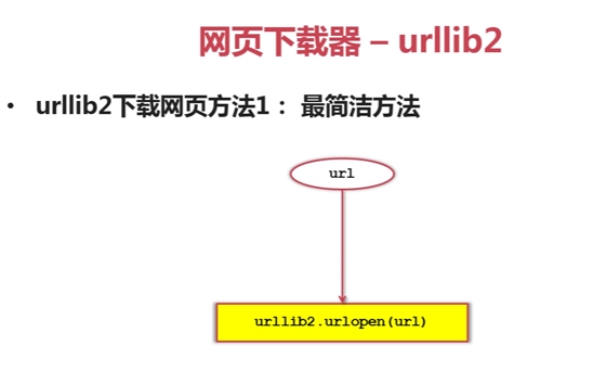 网页下载器 – urllib2
• urllib2下载网页方法1： 最简洁方法
url
urllib2.urlopen(url)